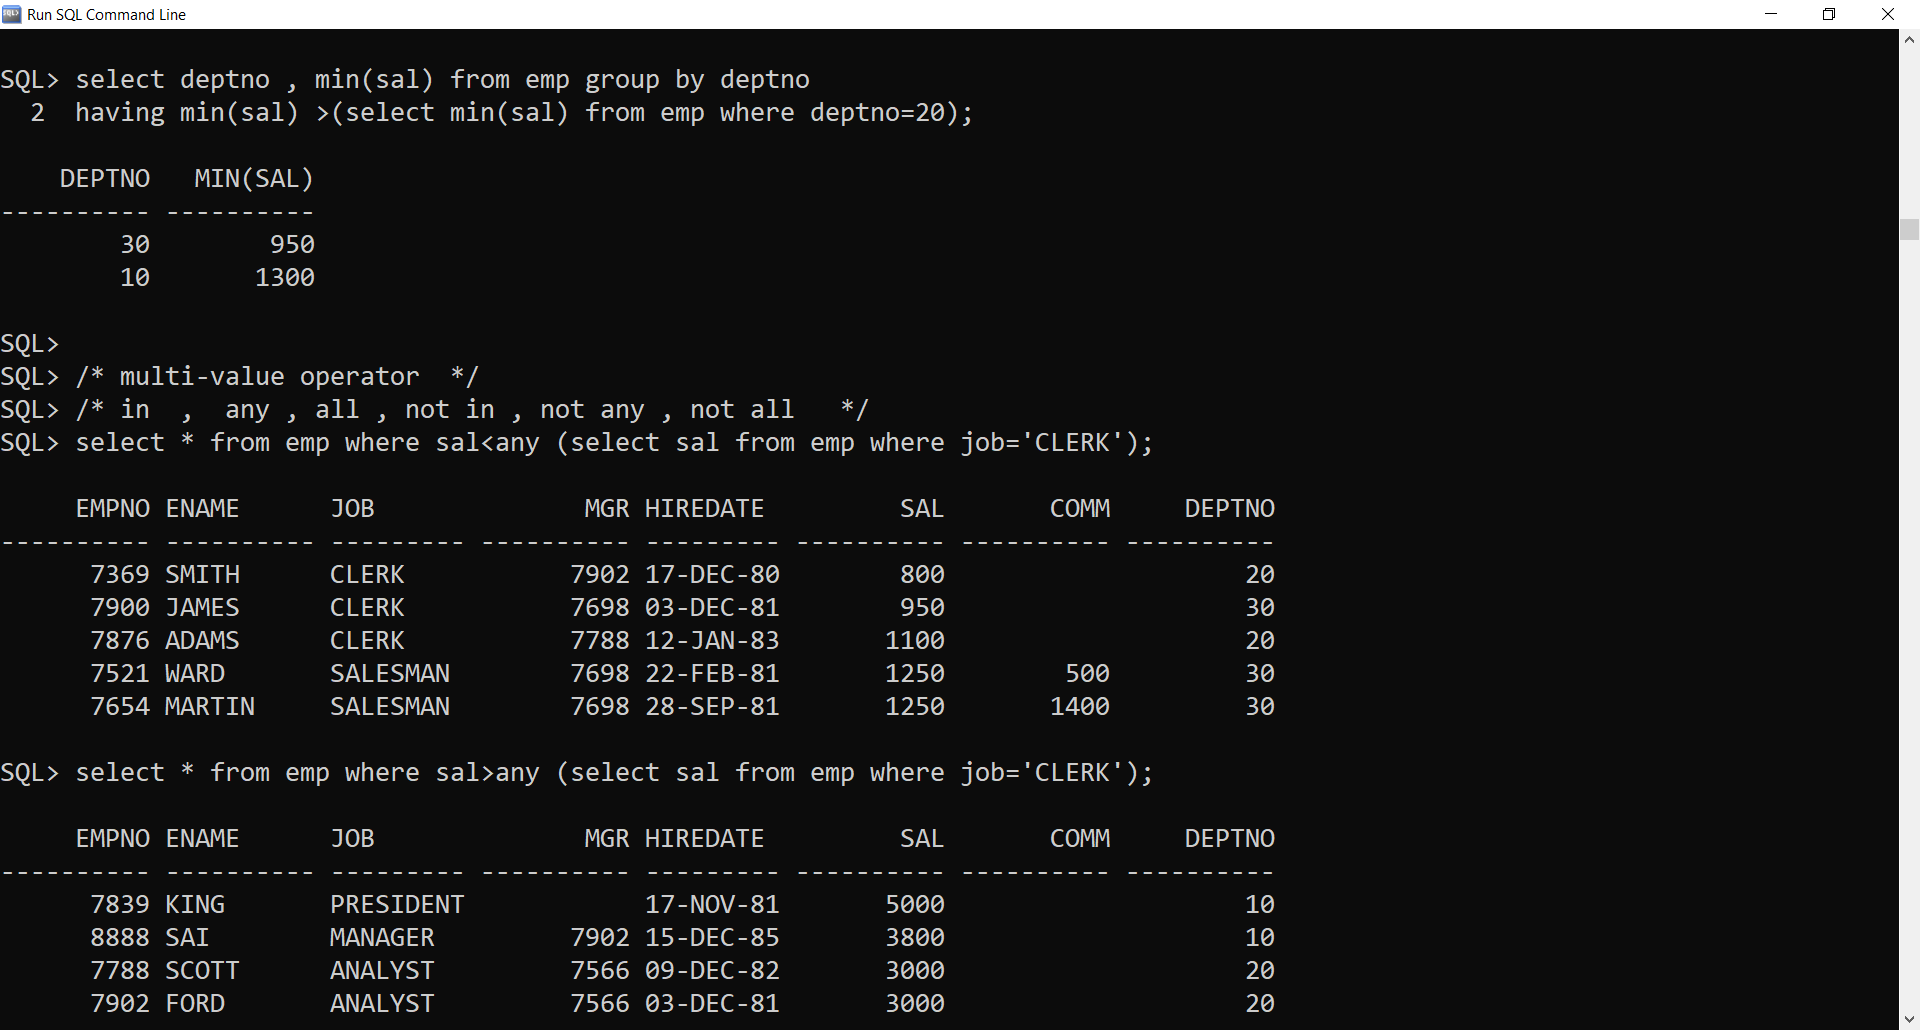 Run SQL Command Line
SQL> select deptno , min(sal) from emp group by deptno
  2  having min(sal) >(select min(sal) from emp where deptno=20);
    DEPTNO   MIN(SAL)
---------- ----------
        30        950
        10       1300
SQL>
SQL> /* multi-value operator  */
SQL> /* in  ,  any , all , not in , not any , not all   */
SQL> select * from emp where sal<any (select sal from emp where job='CLERK');
     EMPNO ENAME      JOB              MGR HIREDATE         SAL       COMM     DEPTNO
---------- ---------- --------- ---------- --------- ---------- ---------- ----------
      7369 SMITH      CLERK           7902 17-DEC-80        800                    20
      7900 JAMES      CLERK           7698 03-DEC-81        950                    30
      7876 ADAMS      CLERK           7788 12-JAN-83       1100                    20
      7521 WARD       SALESMAN        7698 22-FEB-81       1250        500         30
      7654 MARTIN     SALESMAN        7698 28-SEP-81       1250       1400         30
SQL> select * from emp where sal>any (select sal from emp where job='CLERK');
     EMPNO ENAME      JOB              MGR HIREDATE         SAL       COMM     DEPTNO
---------- ---------- --------- ---------- --------- ---------- ---------- ----------
      7839 KING       PRESIDENT            17-NOV-81       5000                    10
      8888 SAI        MANAGER         7902 15-DEC-85       3800                    10
      7788 SCOTT      ANALYST         7566 09-DEC-82       3000                    20
      7902 FORD       ANALYST         7566 03-DEC-81       3000                    20